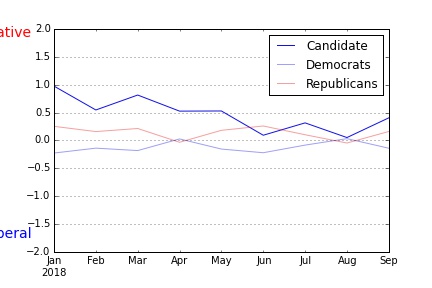 2.0
ative
Candidate
Democrats
Republicans
1.5
1.0
0.5
0.0
−0.5
−1.0
−1.5
beral
−2.0
Jan Feb Mar Apr May Jun Jul Aug Sep
2018